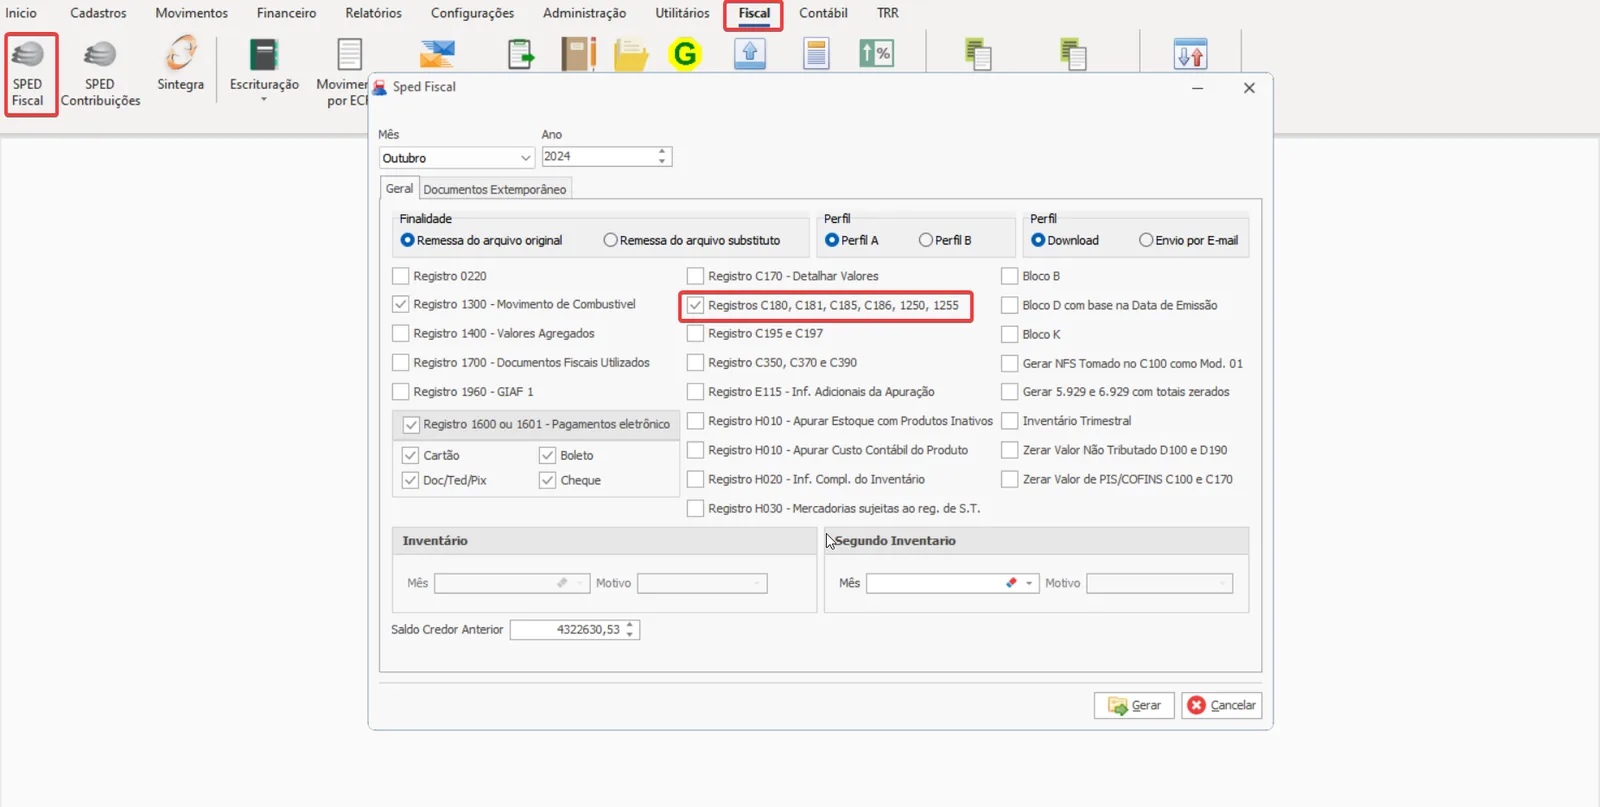 Inicio Cadastros Movimentos Financeiro Relatórios Configurações Administração Utilitários Fiscal Contábil TRR
SPED Fiscal
SPED Contribuições
Sintegra
Escrituração
por
G
%
Sped Fiscal
Mês
Ano
Outubro
2024
Geral
Documentos Extemporâneo
Finalidade
Remessa do arquivo original
Remessa do arquivo substituto
Perfil
Perfil A
Perfil B
Perfil
Download
Envio por E-mail
Registro 0220
Registro 1300 - Movimento de Combustivel
Registro 1400 - Valores Agregados
Registro 1700 - Documentos Fiscais Utilizados
Registro 1960 - GIAF 1
Registro 1600 ou 1601 - Pagamentos eletrônico
Cartão
Boleto
Doc/Ted/Pix
Cheque
Registro C170 - Detalhar Valores
Registros C180, C181, C185, C186, 1250, 1255
Registro C195 e C197
Registro C350, C370 e C390
Registro E115 - Inf. Adicionais da Apuração
Registro H010 - Apurar Estoque com Produtos Inativos
Registro H010 - Apurar Custo Contábil do Produto
Registro H020 - Inf. Compl. do Inventário
Registro H030 - Mercadorias sujeitas ao reg. de S.T.
Bloco B
Bloco D com base na Data de Emissão
Bloco K
Gerar NFS Tomado no C100 como Mod. 01
Gerar 5.929 e 6.929 com totais zerados
Inventário Trimestral
Zerar Valor Não Tributado D100 e D190
Zerar Valor de PIS/COFINS C100 e C170
Inventário
Mês
Motivo
Segundo Inventario
Mês
Motivo
Saldo Credor Anterior
4322630,53
Gerar
Cancelar